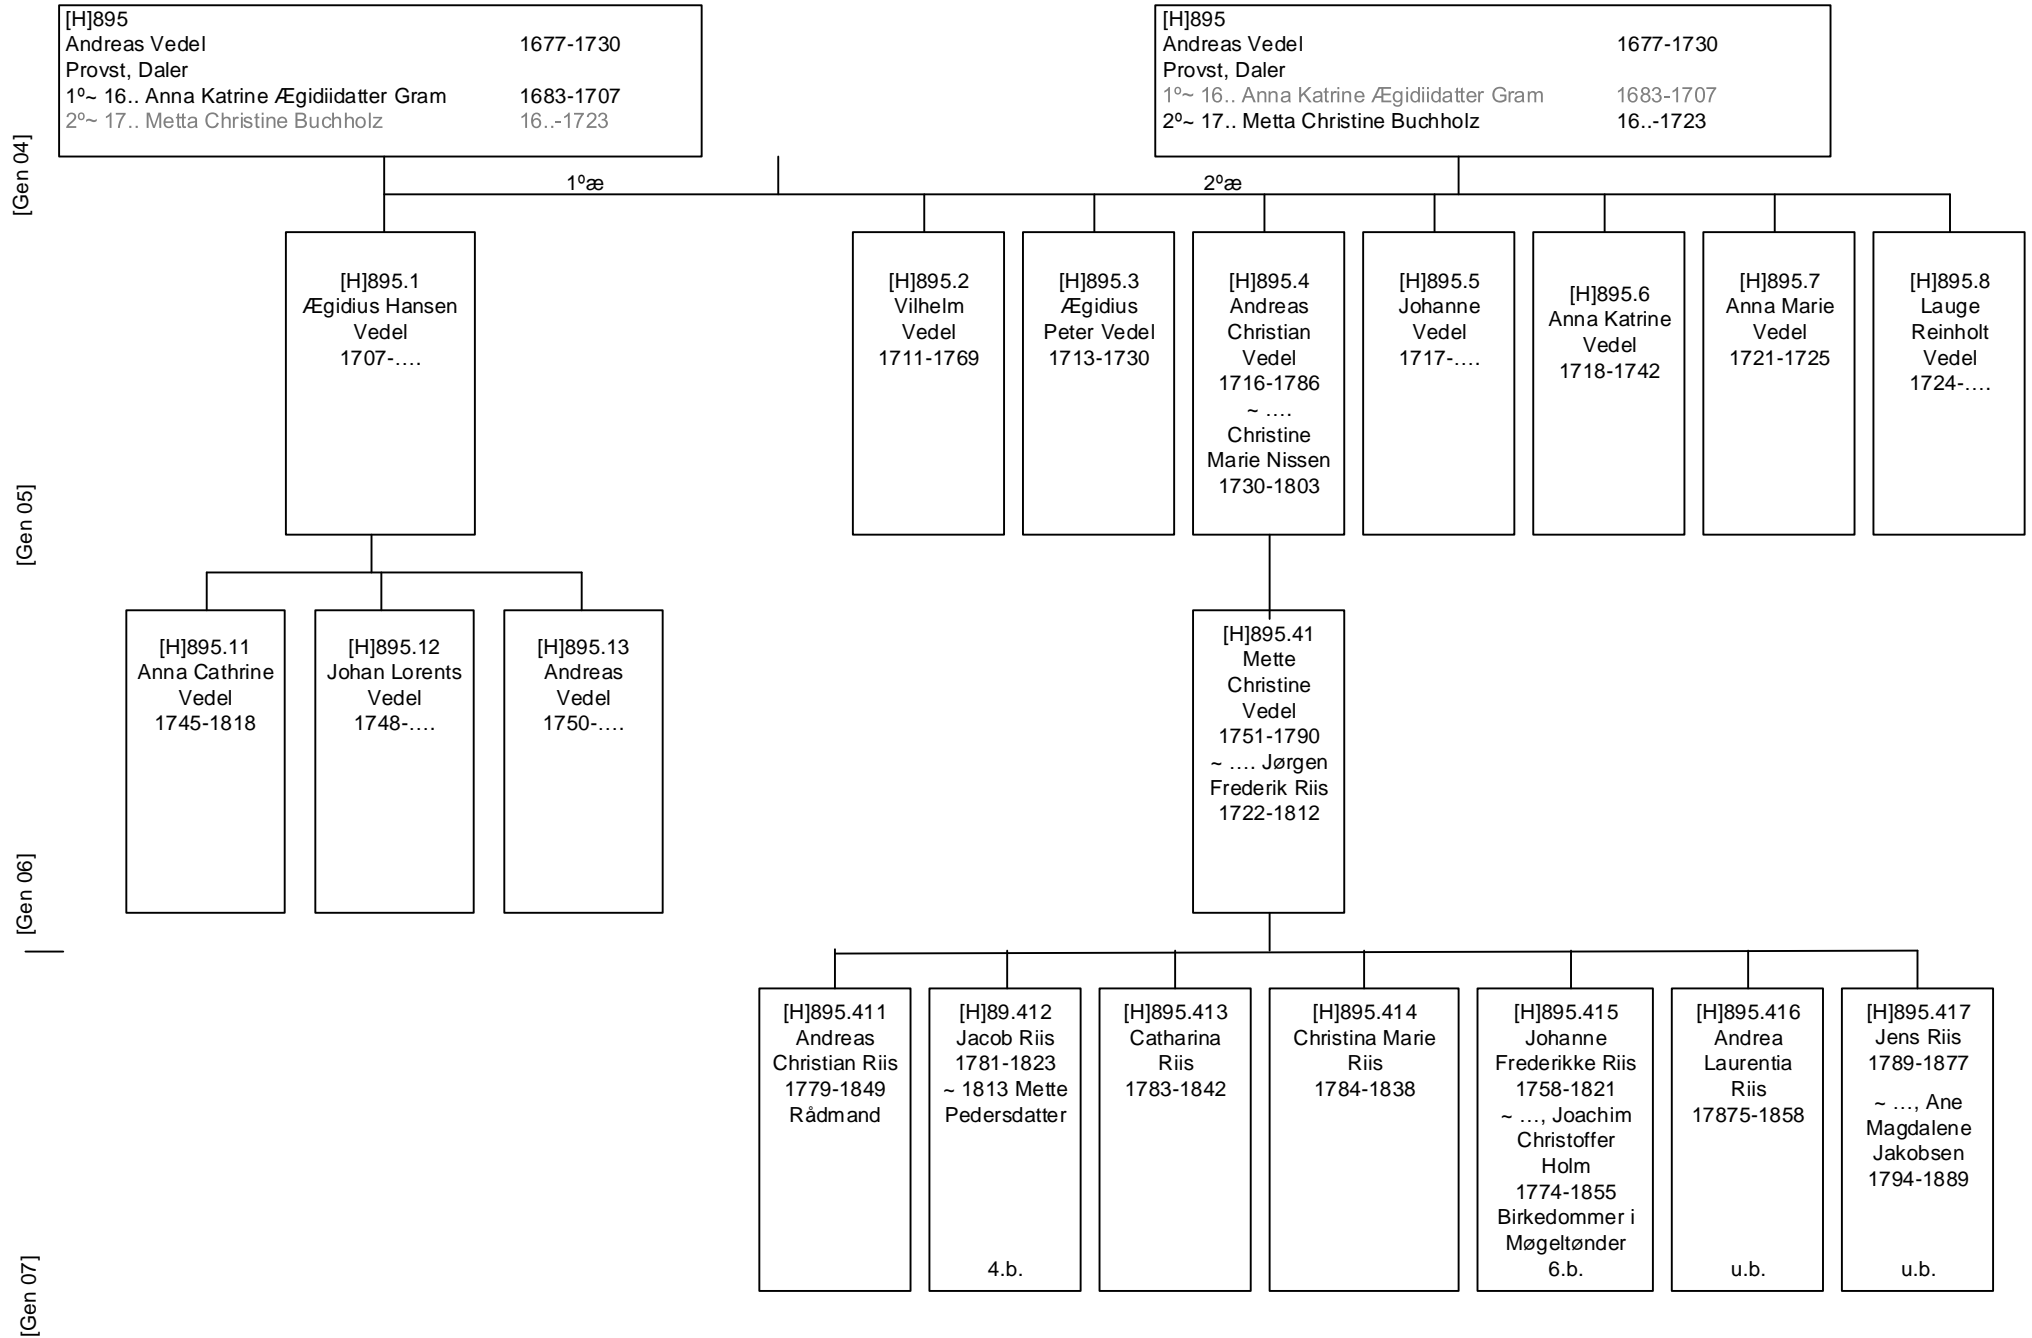 [H]895
Andreas Vedel 1677-1730
Provst, Daler
1º~ 16.. Anna Katrine Ægidiidatter Gram 1683-1707
2º~ 17.. Metta Christine Buchholz 16..-1723
[H]895
Andreas Vedel 1677-1730
Provst, Daler
1º~ 16.. Anna Katrine Ægidiidatter Gram 1683-1707
2º~ 17.. Metta Christine Buchholz 16..-1723
[Gen 04]
1ºæ
2ºæ
[H]895.1
Ægidius Hansen
Vedel
1707-….
[H]895.2
Vilhelm
Vedel
1711-1769
[H]895.3
Ægidius
Peter Vedel
1713-1730
[H]895.4
Andreas
Christian
Vedel
1716-1786
~ ….
Christine
Marie Nissen
1730-1803
[H]895.5
Johanne
Vedel
1717-….
[H]895.6
Anna Katrine
Vedel
1718-1742
[H]895.7
Anna Marie
Vedel
1721-1725
[H]895.8
Lauge
Reinholt
Vedel
1724-….
[Gen 05]
[H]895.11
Anna Cathrine
Vedel
1745-1818
[H]895.12
Johan Lorents
Vedel
1748-….
[H]895.13
Andreas
Vedel
1750-….
[H]895.41
Mette
Christine
Vedel
1751-1790
~ …. Jørgen
Frederik Riis
1722-1812
[Gen 06]
[H]895.411
Andreas
Christian Riis
1779-1849
Rådmand
[H]89.412
Jacob Riis
1781-1823
~ 1813 Mette
Pedersdatter
4.b.
[H]895.413
Catharina
Riis
1783-1842
[H]895.414
Christina Marie
Riis
1784-1838
[H]895.415
Johanne
Frederikke Riis
1758-1821
~ …, Joachim
Christoffer
Holm
1774-1855
Birkedommer i
Møgeltønder
6.b.
[H]895.416
Andrea
Laurentia
Riis
17875-1858
u.b.
[H]895.417
Jens Riis
1789-1877
~ …, Ane
Magdalene
Jakobsen
1794-1889
u.b.
[Gen 07]